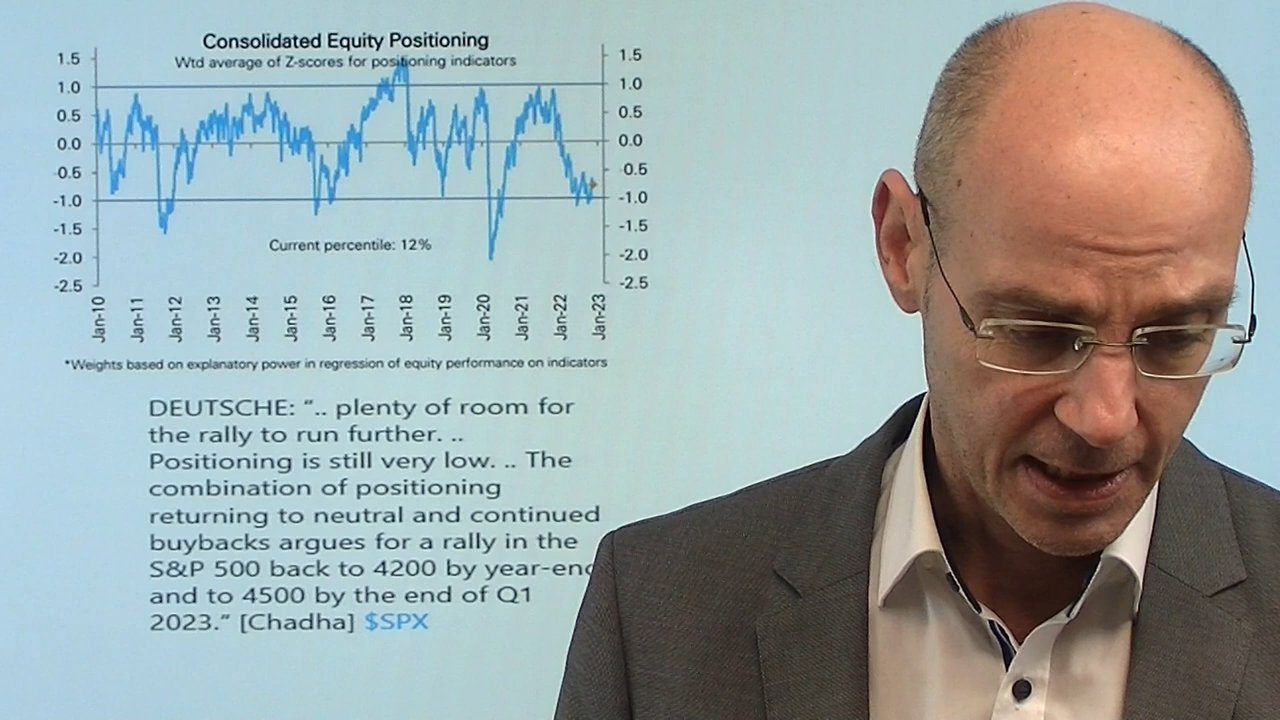 Consolidated Equity Positioning
Wtd average of Z-scores for positioning indicators
1.5 1.5
1.0 1.0
0.5 0.5
0.0 0.0
-0.5 -0.5
-1.0 -1.0
-1.5 -1.5
-2.0 -2.0
-2.5 -2.5
Current percentile: 12%
Jan-10 Jan-11 Jan-12 Jan-13 Jan-14 Jan-15 Jan-16 Jan-17 Jan-18 Jan-19 Jan-20 Jan-21 Jan-22 Jan-23
*Weights based on explanatory power in regression of equity performance on indicators
DEUTSCHE: “.. plenty of room for
the rally to run further. ..
Positioning is still very low. .. The
combination of positioning
returning to neutral and continued
buybacks argues for a rally in the
S&P 500 back to 4200 by year-end
and to 4500 by the end of Q1
2023.” [Chadha] $SPX